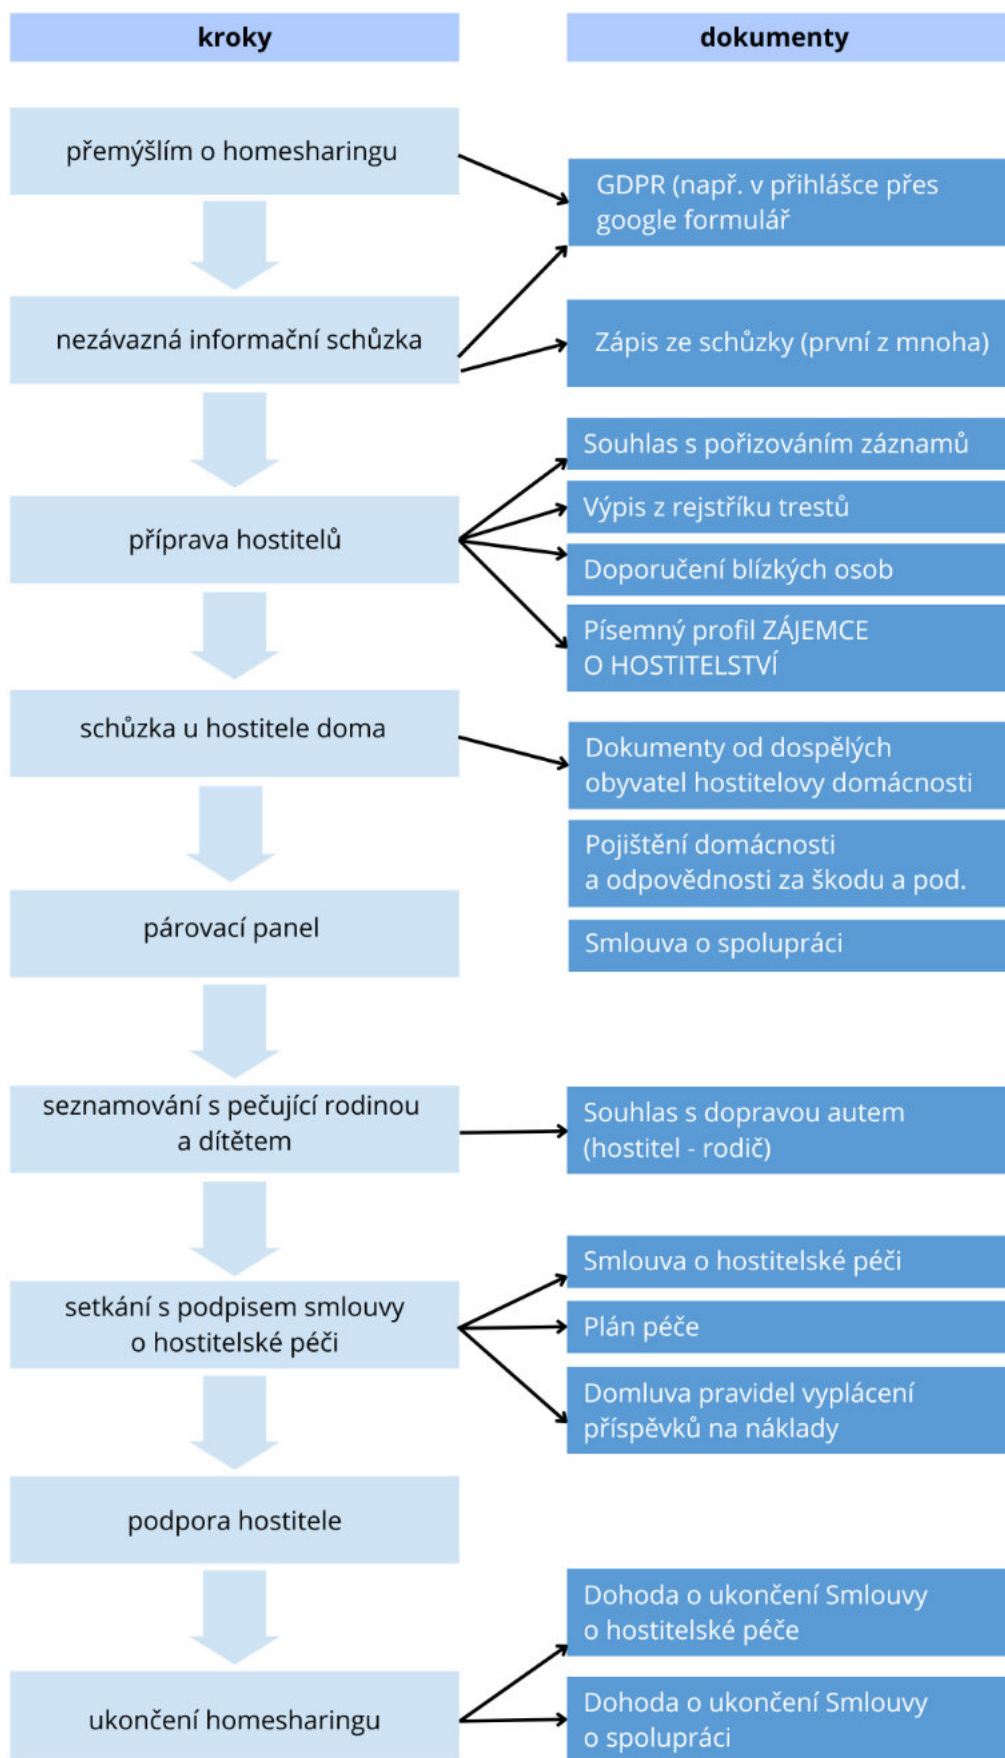 kroky
dokumenty
přemýšlím o homesharingu
GDPR (např. v přihlášce přes
google formulář
nezávazná informační schůzka
Zápis ze schůzky (první z mnoha)
příprava hostitelů
Souhlas s pořizováním záznamů
Výpis z rejstříku trestů
Doporučení blízkých osob
Písemný profil ZÁJEMCE
O HOSTITELSTVÍ
schůzka u hostitele doma
Dokumenty od dospělých
obyvatel hostitelovy domácnosti
Pojištění domácnosti
a odpovědnosti za škodu a pod.
Smlouva o spolupráci
párovací panel
seznamování s pečující rodinou
a dítětem
Souhlas s dopravou autem
(hostitel - rodič)
setkání s podpisem smlouvy
o hostitelské péči
Smlouva o hostitelské péči
Plán péče
Domluva pravidel vyplácení
příspěvků na náklady
podpora hostitele
ukončení homesharingu
Dohoda o ukončení Smlouvy
o hostitelské péče
Dohoda o ukončení Smlouvy
o spolupráci